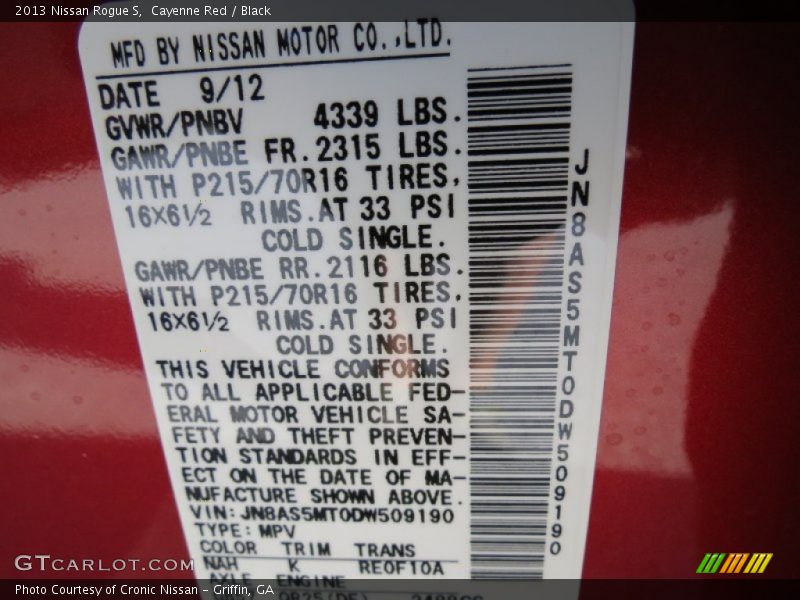 2013 Nissan Rogue S,  Cayenne Red / Black
MFD BY NISSAN MOTOR CO.,LTD.
DATE 9/12
GVWR/PNBV 4339 LBS.
GAWR/PNBE FR. 2315 LBS.
WITH P215/70R16 TIRES,
16X6½ RIMS. AT 33 PSI
COLD SINGLE.
GAWR/PNBE RR. 2116 LBS.
WITH P215/70R16 TIRES.
16X6½ RIMS. AT 33 PSI
COLD SINGLE.
THIS VEHICLE CONFORMS
TO ALL APPLICABLE FED-
ERAL MOTOR VEHICLE SA-
FETY AND THEFT PREVEN-
TION STANDARDS IN EFF-
ECT ON THE DATE OF MA-
NUFACTURE SHOWN ABOVE.
VIN: JN8AS5MT0DW509190
TYPE: MPV
COLOR TRIM TRANS
NAH K RE0F10A
AXLE ENGINE
JN8AS5MT0DW509190
GTCARLOT.COM
Photo Courtesy of Cronic Nissan - Griffin, GA